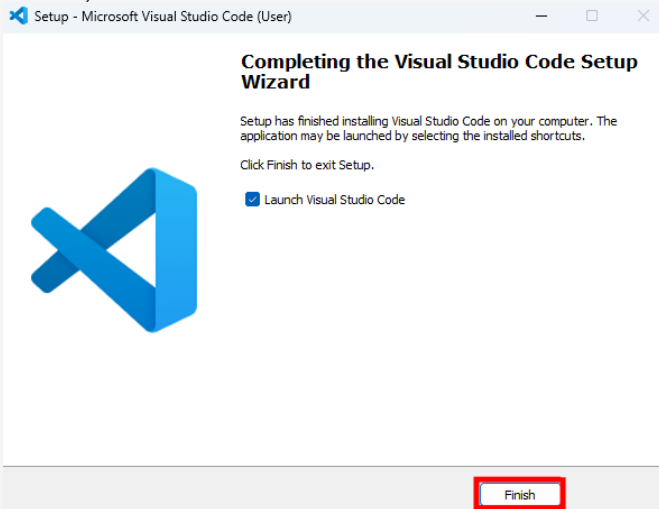 Setup - Microsoft Visual Studio Code (User)
Completing the Visual Studio Code Setup
Wizard
Setup has finished installing Visual Studio Code on your computer. The
application may be launched by selecting the installed shortcuts.
Click Finish to exit Setup.
Launch Visual Studio Code
Finish